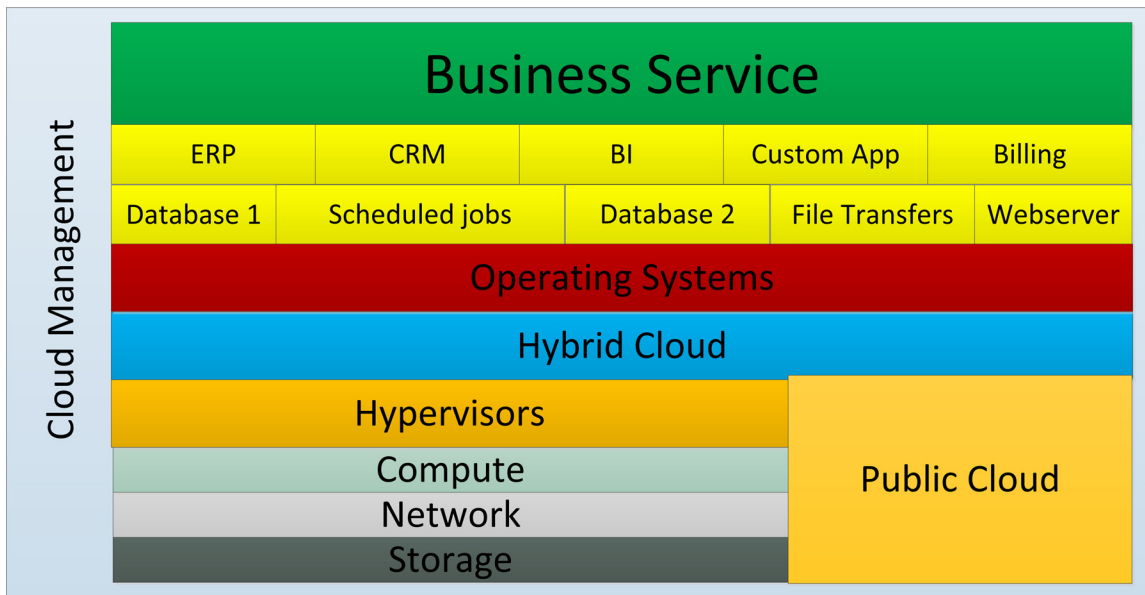 Cloud Management
Business Service
ERP
CRM
BI
Custom App
Billing
Database 1
Scheduled jobs
Database 2
File Transfers
Webserver
Operating Systems
Hybrid Cloud
Hypervisors
Compute
Network
Storage
Public Cloud